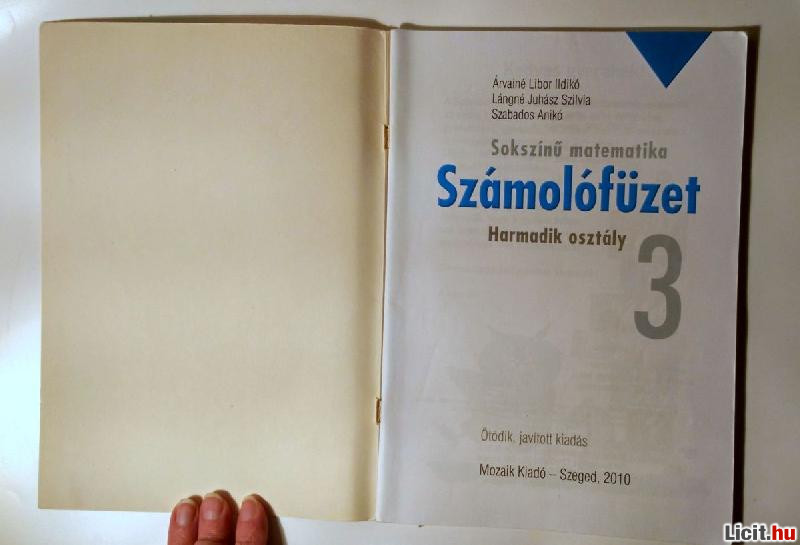 Árvainé Libor Ildikó
Lángné Juhász Szilvia
Szabados Anikó
Sokszínű matematika
Számolófüzet
Harmadik osztály
3
Ötödik, javított kiadás
Mozaik Kiadó – Szeged, 2010
Licit.hu